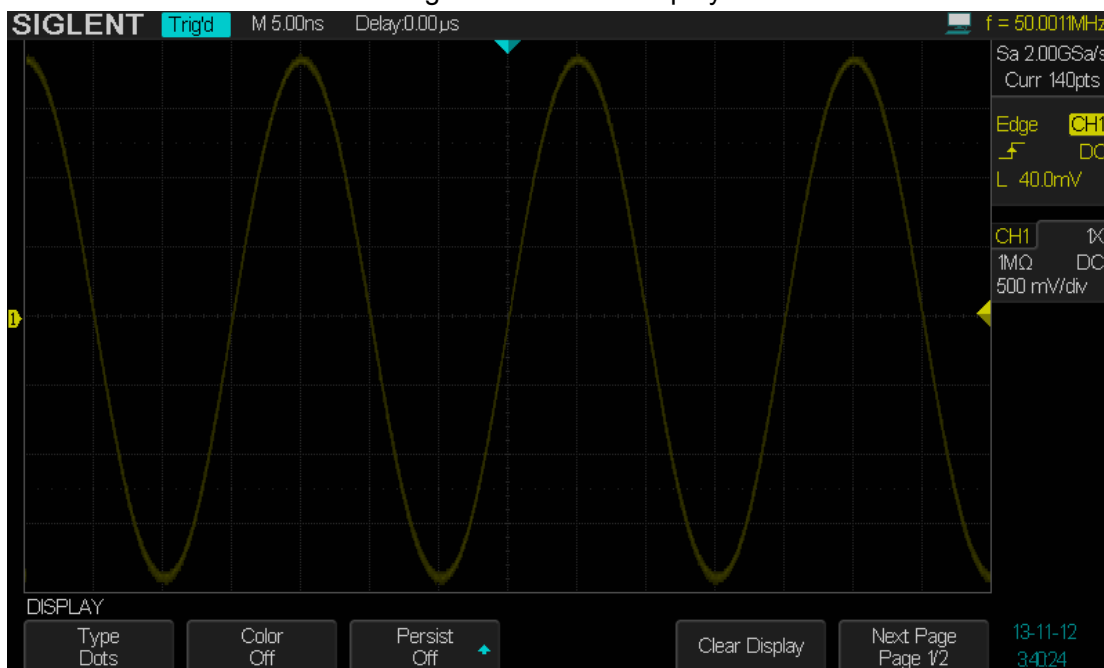 SIGLENT Trig'd M 5.00ns Delay:0.00µs f = 50.0011MHz
Sa 2.00GSa/s
Curr 140pts
Edge CH1
DC
L 40.0mV
CH1 1X
1MΩ DC
500 mV/div
1
DISPLAY
Type
Dots
Color
Off
Persist
Off
Clear Display
Next Page
Page 1/2
13-11-12
3:40:24